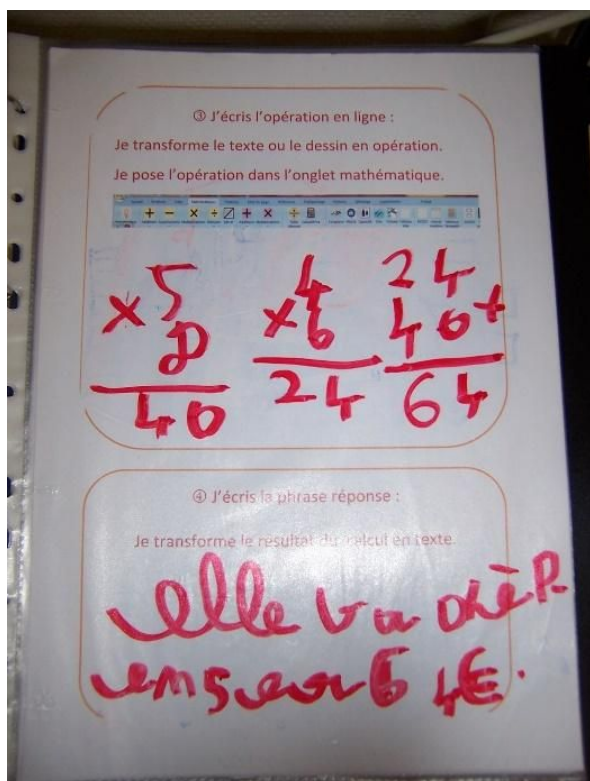 ③ J'écris l'opération en ligne :
Je transforme le texte ou le dessin en opération.
Je pose l'opération dans l'onglet mathématique.
×5 ×4 24
8 6 40+
40 24 64
④ J'écris la phrase réponse :
Je transforme le résultat du calcul en texte.
elle va
64€.